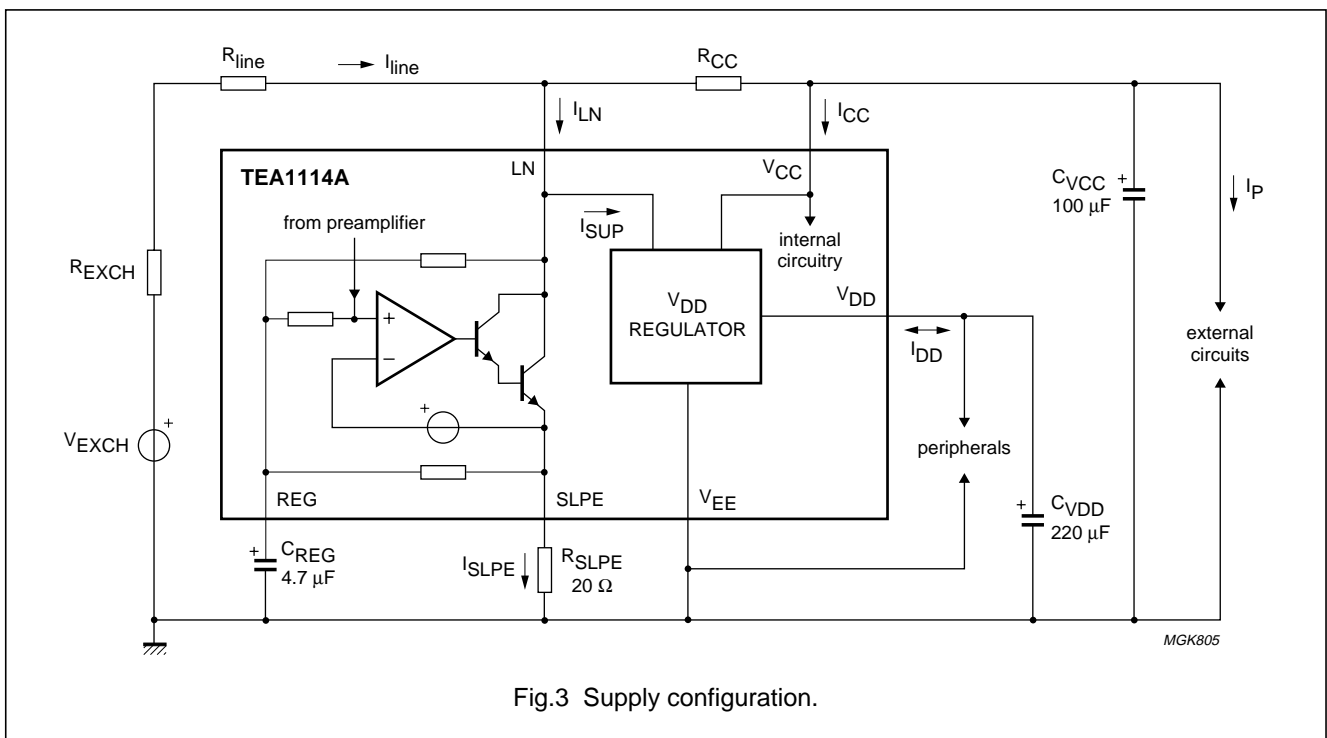 Rline
Iline
RCC
ILN
ICC
TEA1114A
LN
VCC
CVCC
100 μF
IP
from preamplifier
ISUP
internal
circuitry
REXCH
VDD
REGULATOR
VDD
IDD
external
circuits
+
−
+
VEXCH
+
peripherals
REG
SLPE
VEE
CREG
4.7 μF
+
ISLPE
RSLPE
20 Ω
CVDD
220 μF
+
+
MGK805
Fig.3 Supply configuration.